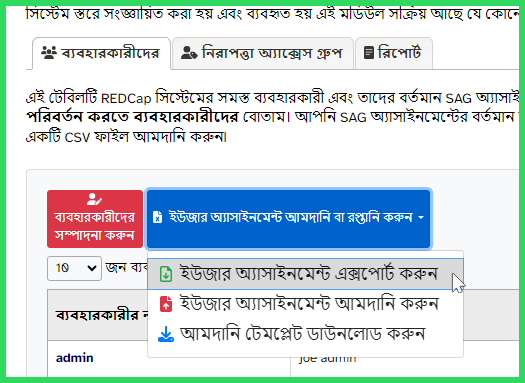 সিস্টেম স্তরে সংজ্ঞায়িত করা হয় এবং ব্যবহৃত হয় এই মডিউল সক্রিয় আছে যে কোনো
ব্যবহারকারীদের নিরাপত্তা অ্যাক্সেস গ্রুপ রিপোর্ট
এই টেবিলটি REDCap সিস্টেমের সমস্ত ব্যবহারকারী এবং তাদের বর্তমান SAG অ্যাসাই
পরিবর্তন করতে ব্যবহারকারীদের বোতাম। আপনি SAG অ্যাসাইনমেন্টের বর্তমান
একটি CSV ফাইল আমদানি করুন।
ব্যবহারকারীদের সম্পাদনা করুন
ইউজার অ্যাসাইনমেন্ট আমদানি বা রপ্তানি করুন
10 জন ব্যব
ইউজার অ্যাসাইনমেন্ট এক্সপোর্ট করুন
ইউজার অ্যাসাইনমেন্ট আমদানি করুন
আমদানি টেমপ্লেট ডাউনলোড করুন
ব্যবহারকারীর
admin joe admin